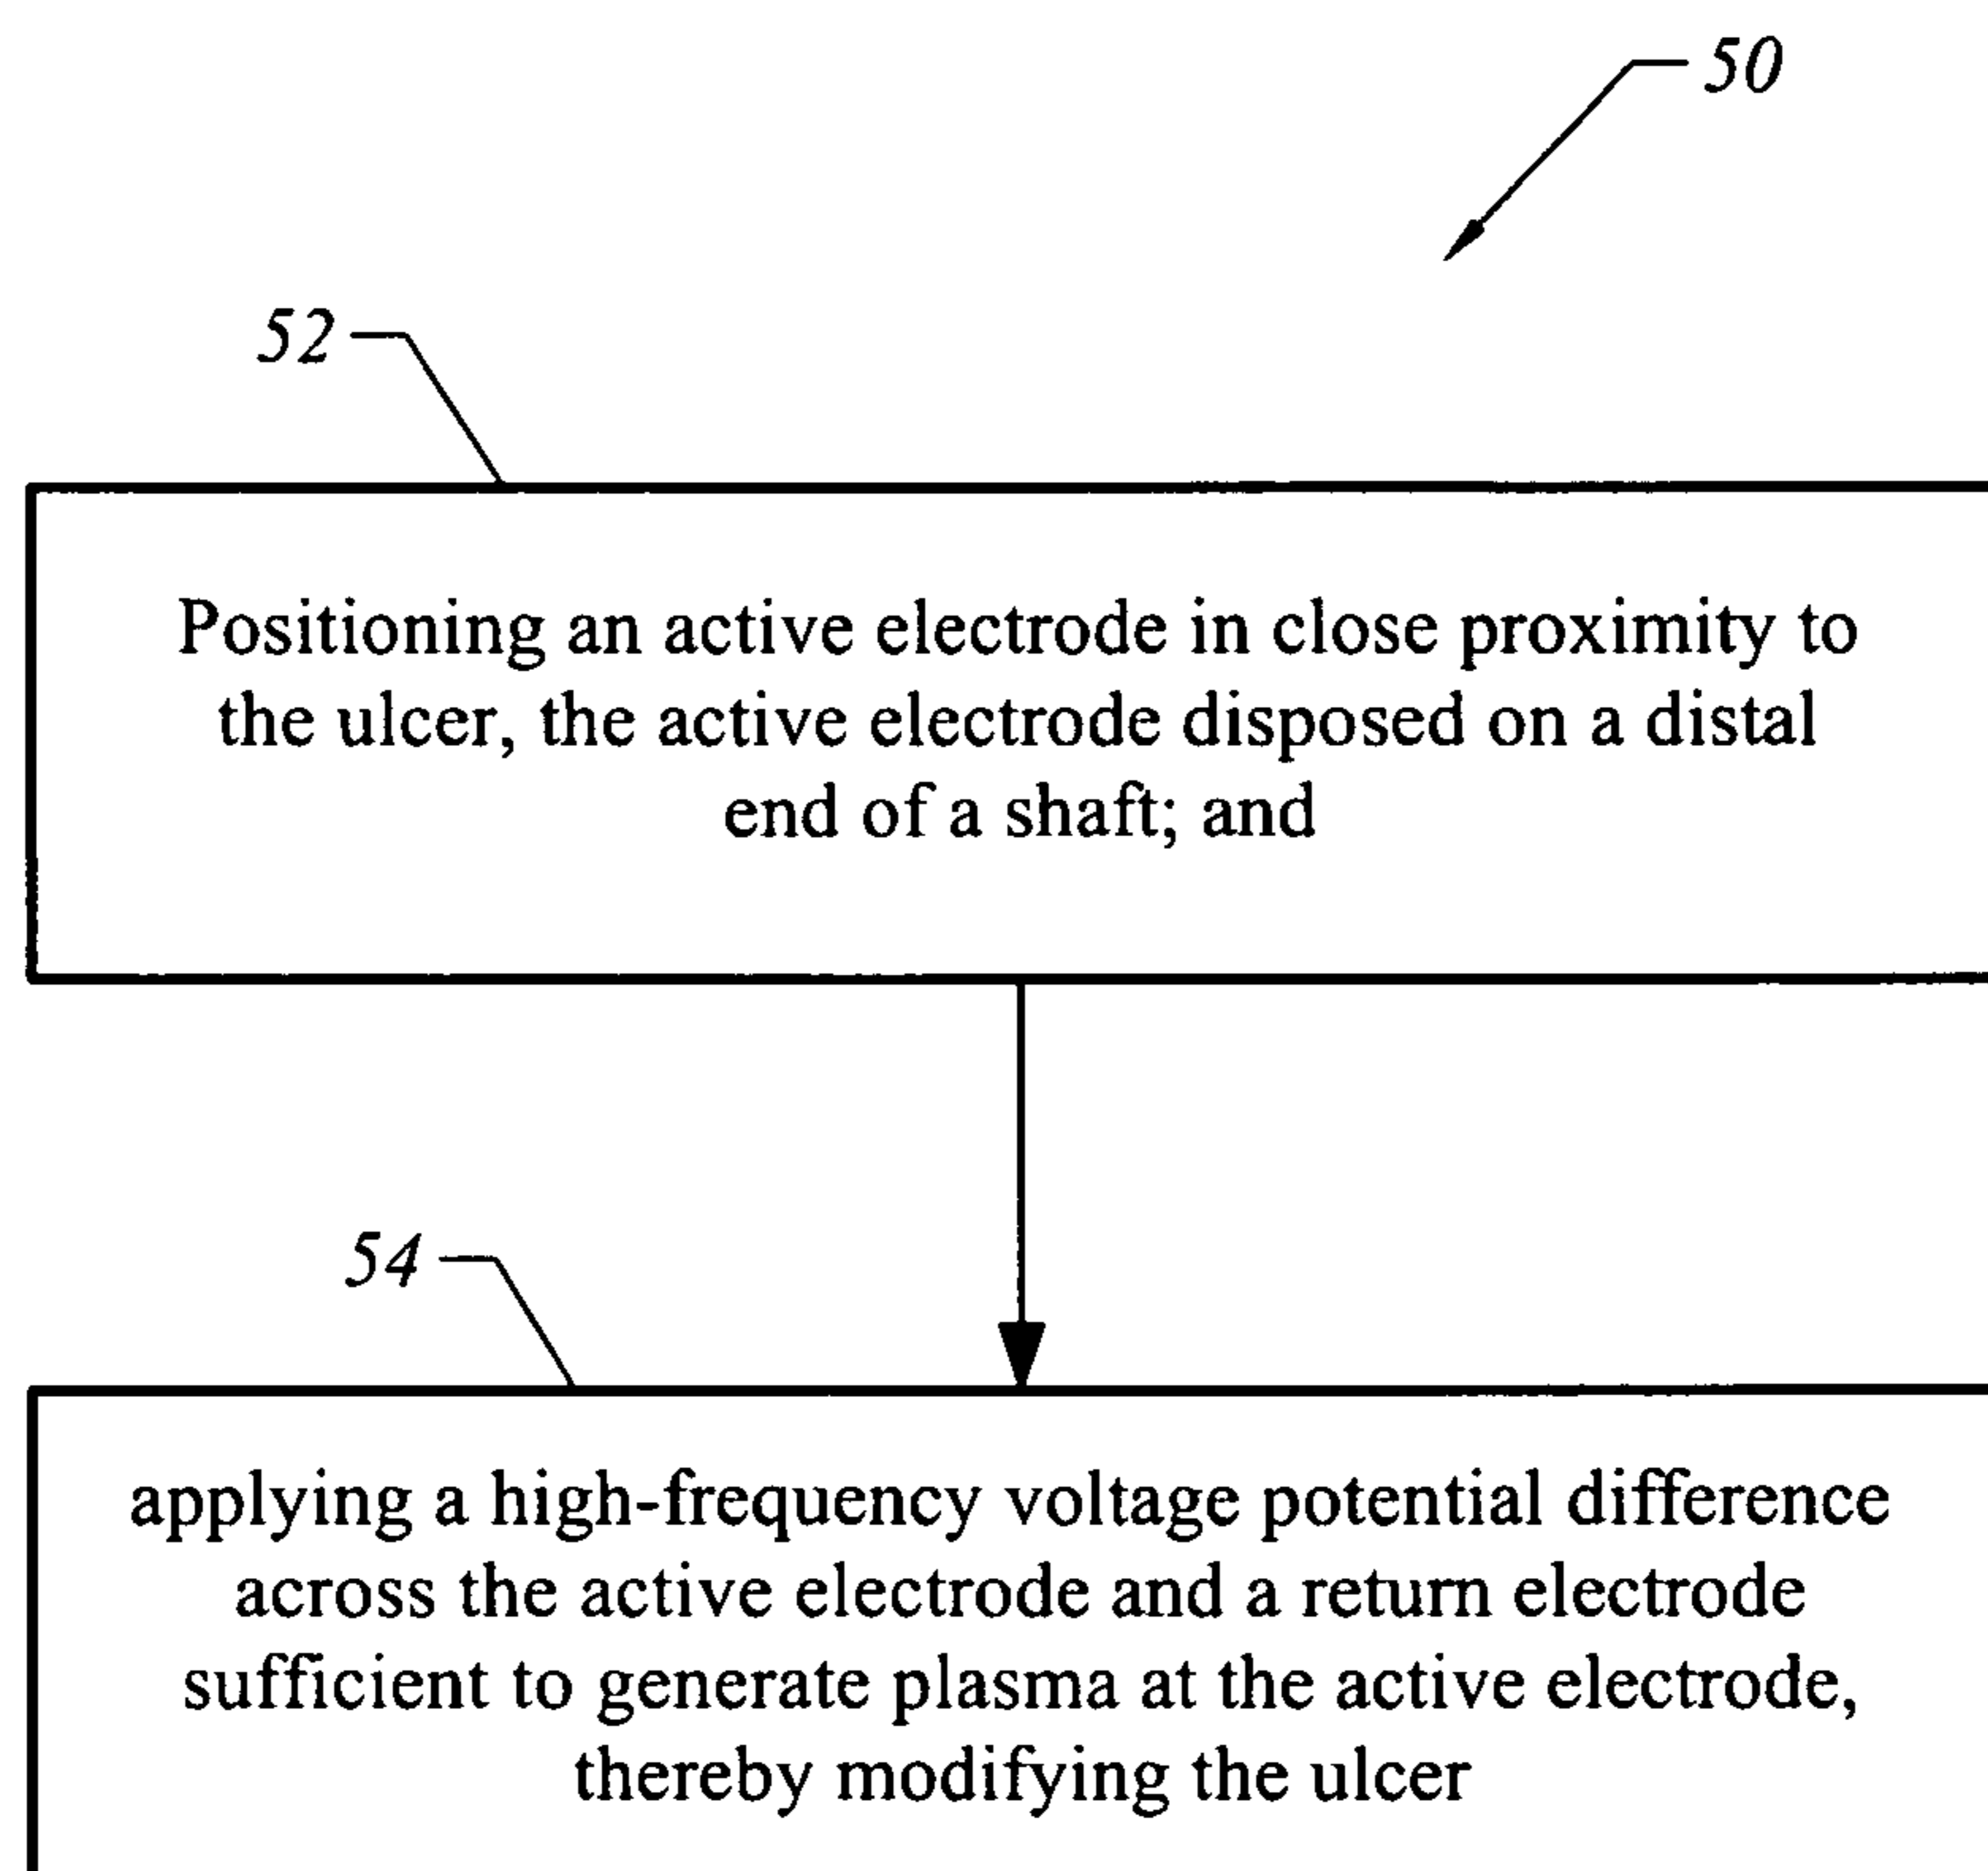 50
52
Positioning an active electrode in close proximity to
the ulcer, the active electrode disposed on a distal
end of a shaft; and
54
applying a high-frequency voltage potential difference
across the active electrode and a return electrode
sufficient to generate plasma at the active electrode,
thereby modifying the ulcer